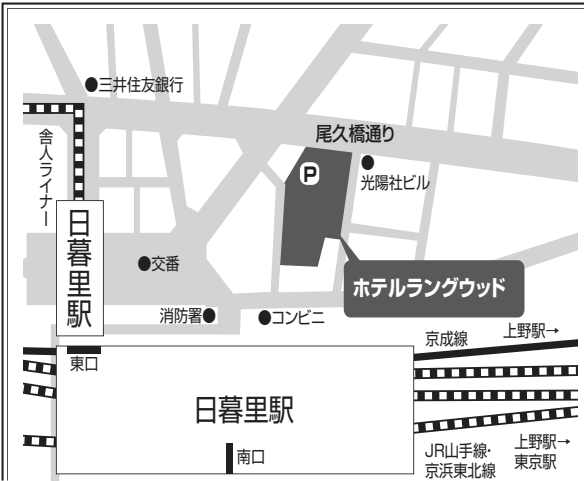 三井住友銀行
舎人ライナー
尾久橋通り
P
光陽社ビル
日暮里駅
交番
ホテルラングウッド
消防署
コンビニ
京成線
上野駅→
東口
日暮里駅
南口
JR山手線・
京浜東北線
上野駅→
東京駅